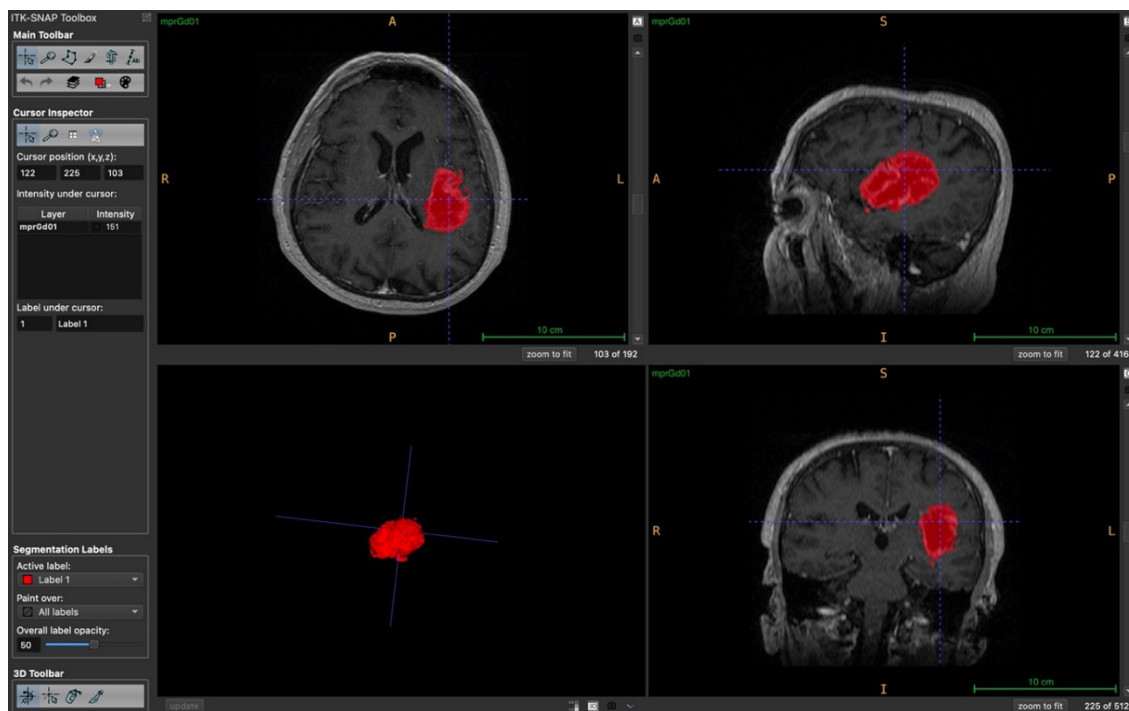 ITK-SNAP Toolbox
Main Toolbar
Cursor Inspector
Cursor position (x,y,z):
122 225 103
Intensity under cursor:
Layer Intensity
mprGd01 151
Label under cursor:
1 Label 1
Segmentation Labels
Active label:
Label 1
Paint over:
All labels
Overall label opacity:
50
3D Toolbar
mprGd01
A
R
L
P
10 cm
zoom to fit 103 of 192
mprGd01
S
A
P
I
10 cm
zoom to fit 122 of 416
update
mprGd01
S
R
L
I
10 cm
zoom to fit 225 of 512